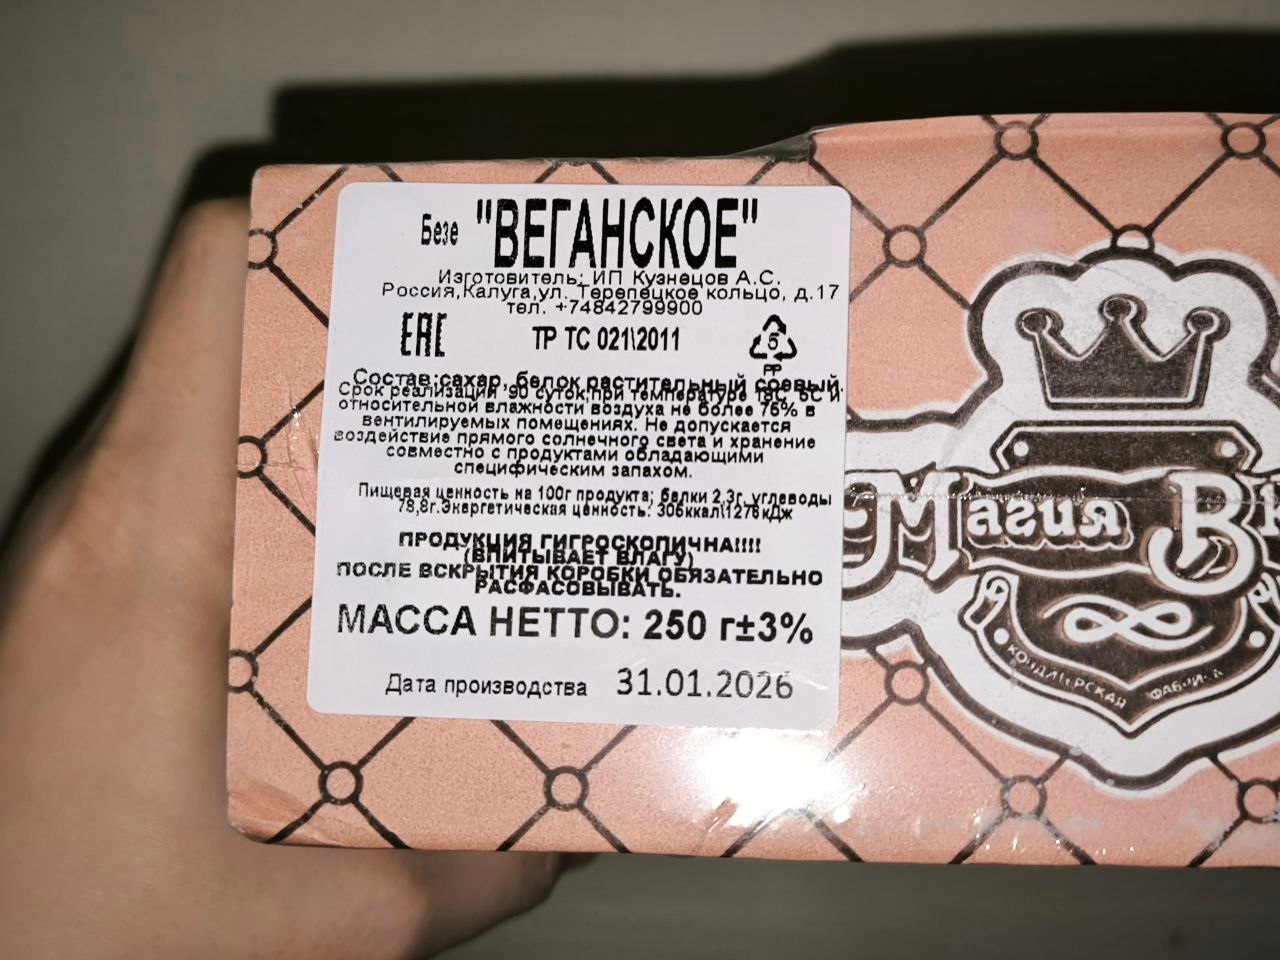 Безе "ВЕГАНСКОЕ"
Изготовитель: ИП Кузнецов А.С.
Россия,Калуга,ул. Терепецкое кольцо, д.17
тел. +74842799900
ЕАС ТР ТС 021\2011 5
PP
Состав:сахар, белок растительный соевый.
Срок реализации 90 суток,при температуре 18С 5С и
относительной влажности воздуха не более 75% в
вентилируемых помещениях. Не допускается
воздействие прямого солнечного света и хранение
совместно с продуктами обладающими
специфическим запахом.
Пищевая ценность на 100г продукта; белки 2,3г, углеводы
78,8г.Энергетическая ценность: 306ккал\1278кДж
ПРОДУКЦИЯ ГИГРОСКОПИЧНА!!!!
(ВПИТЫВАЕТ ВЛАГУ)
ПОСЛЕ ВСКРЫТИЯ КОРОБКИ ОБЯЗАТЕЛЬНО
РАСФАСОВЫВАТЬ.
МАССА НЕТТО: 250 г±3%
Дата производства 31.01.2026
Магия
КОНДИТЕРСКАЯ ФАБРИКА